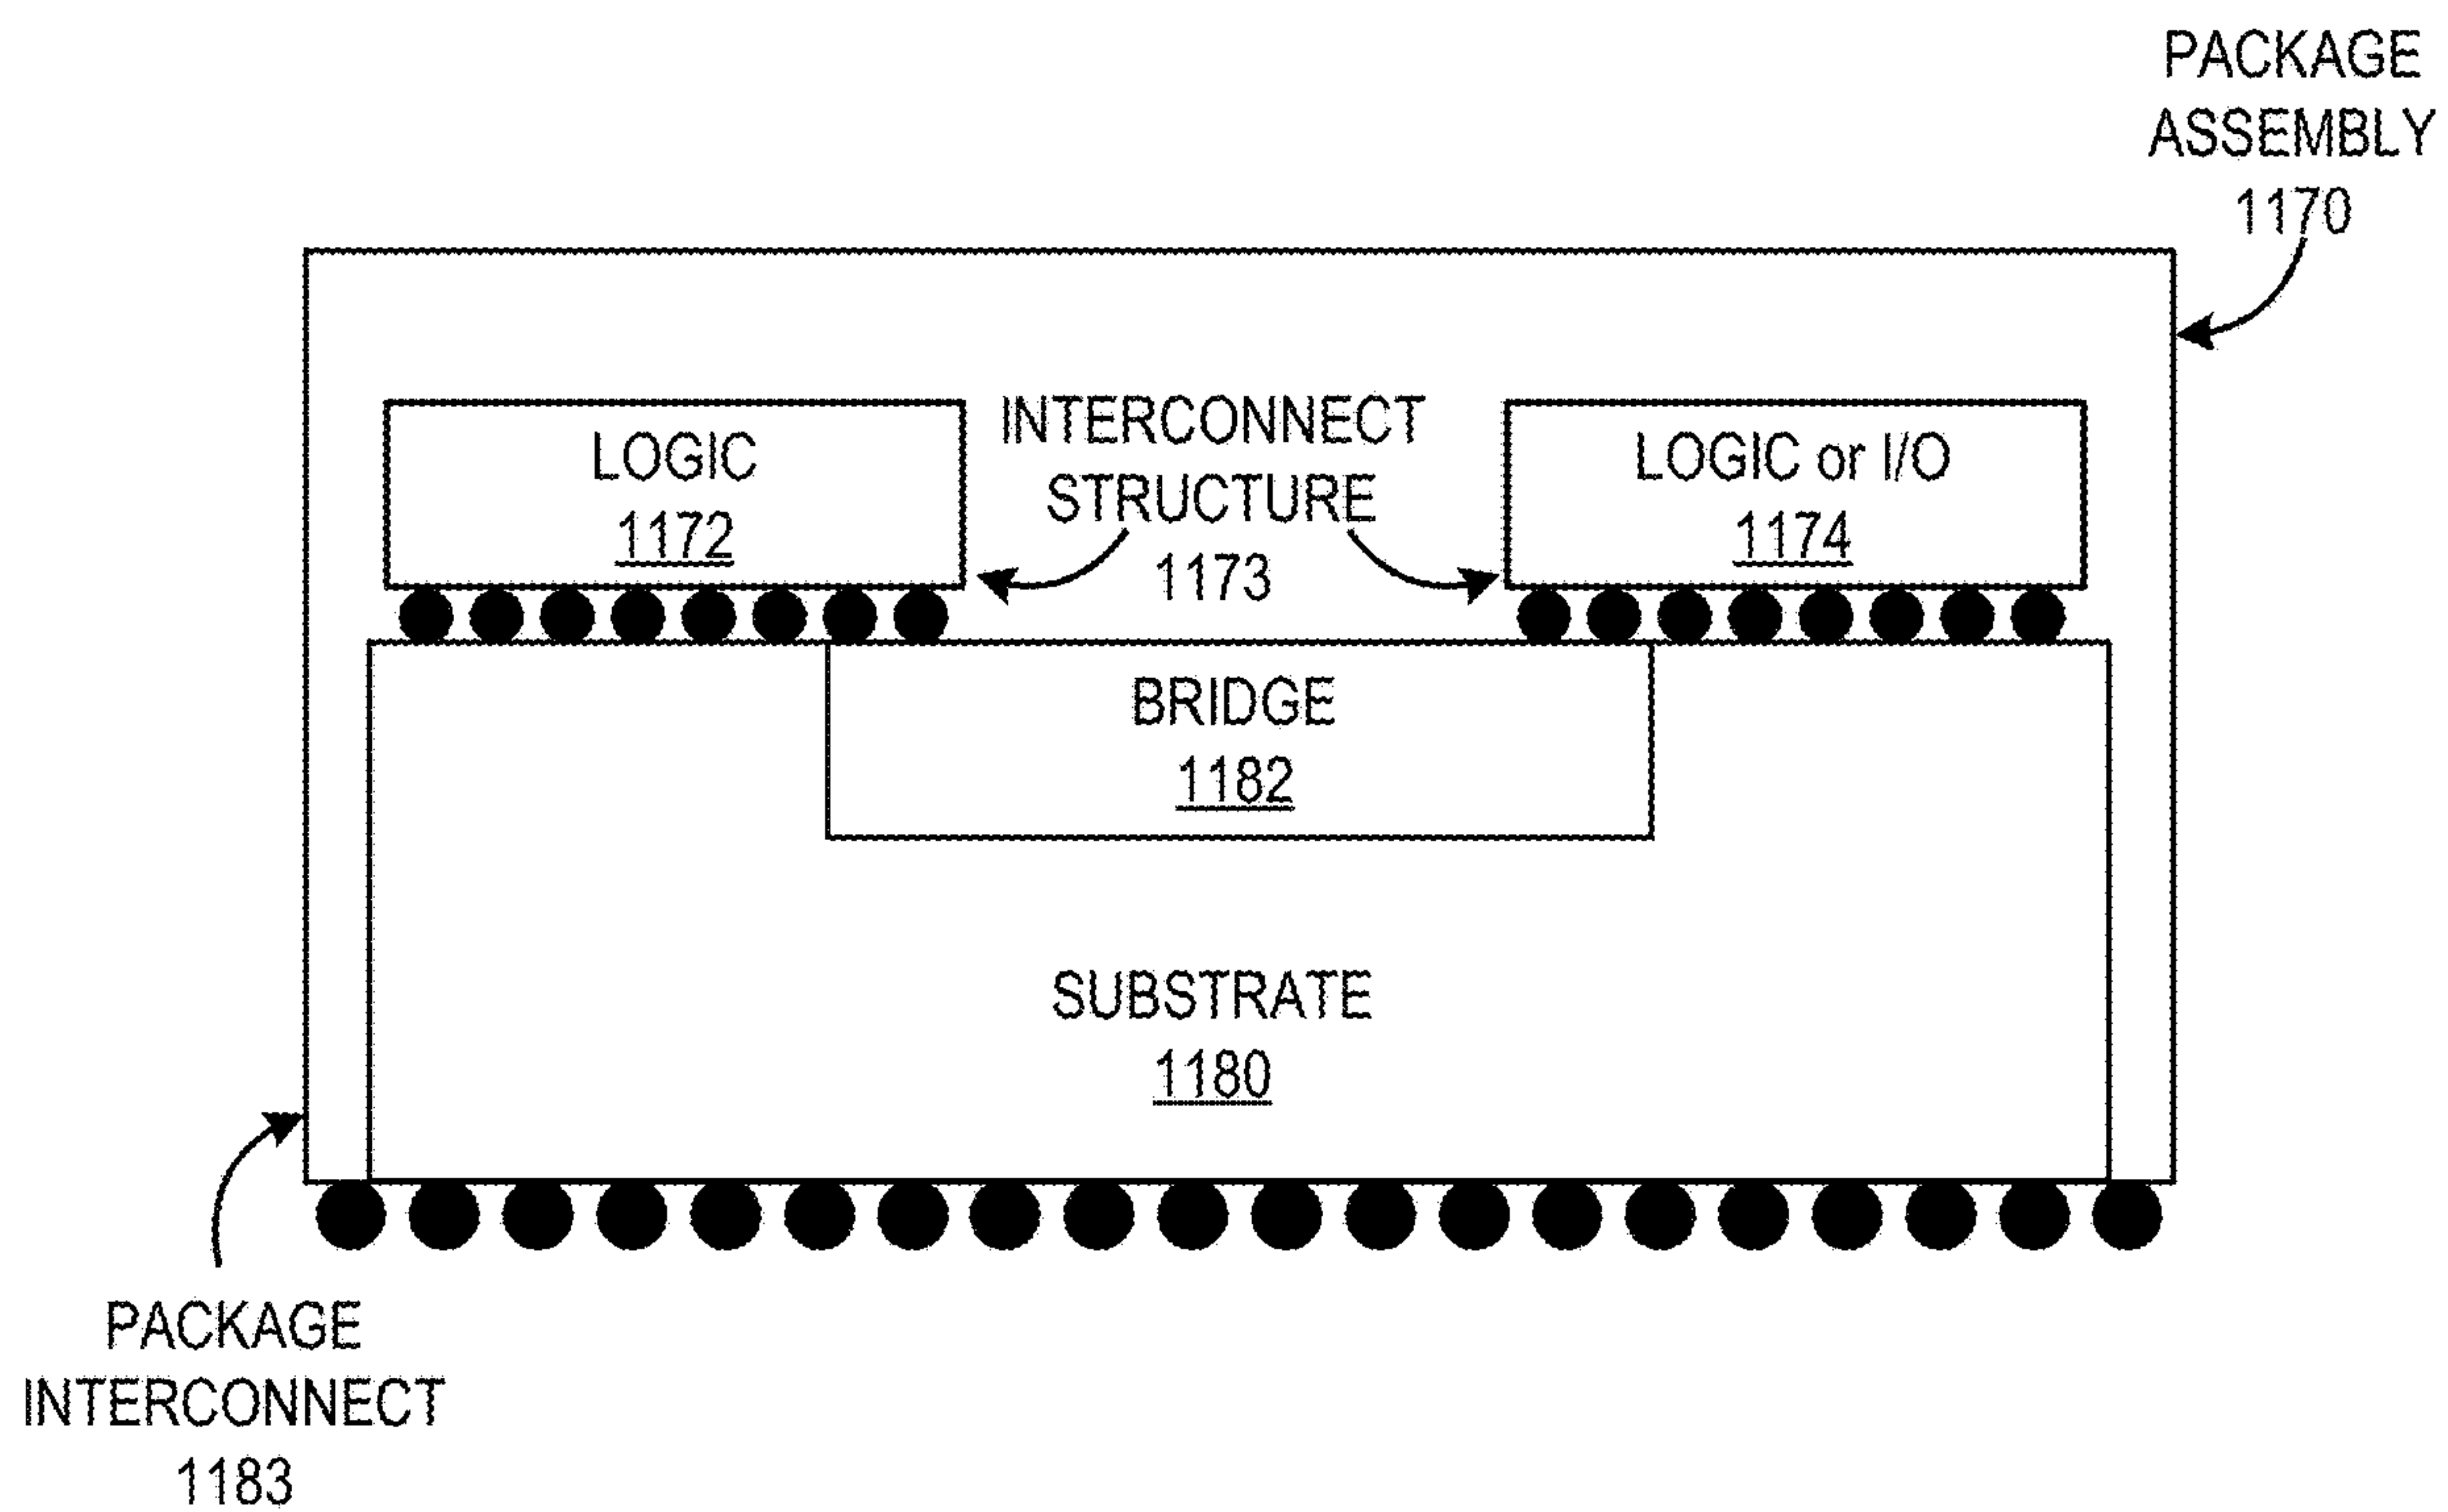 PACKAGE
ASSEMBLY
1170
LOGIC
1172
INTERCONNECT
STRUCTURE
1173
LOGIC or I/O
1174
BRIDGE
1182
SUBSTRATE
1180
PACKAGE
INTERCONNECT
1183